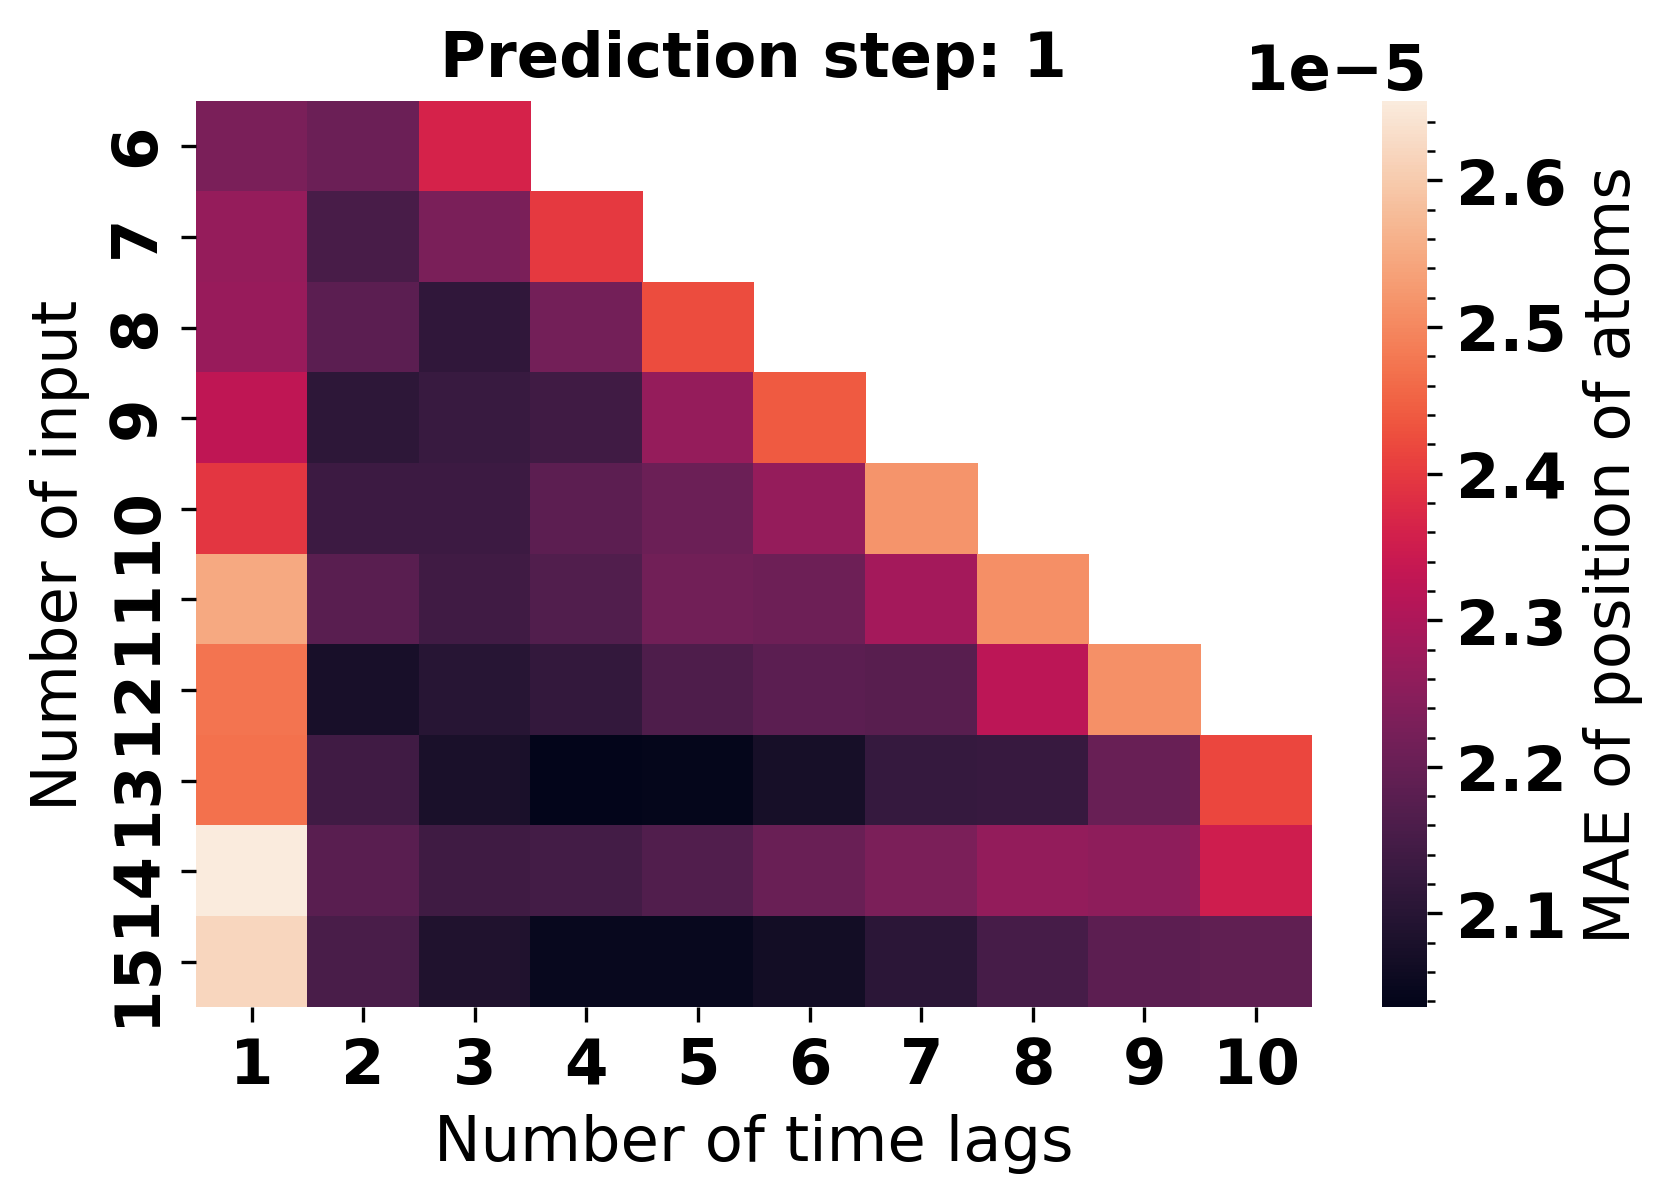 Prediction step: 1
1e−5
Number of input
6
7
8
9
10
11
12
13
14
15
1 2 3 4 5 6 7 8 9 10
Number of time lags
2.6
2.5
2.4
2.3
2.2
2.1
MAE of position of atoms